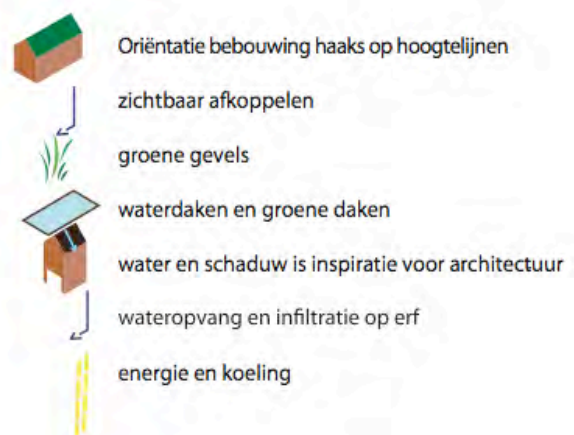 Oriëntatie bebouwing haaks op hoogtelijnen
zichtbaar afkoppelen
groene gevels
waterdaken en groene daken
water en schaduw is inspiratie voor architectuur
wateropvang en infiltratie op erf
energie en koeling